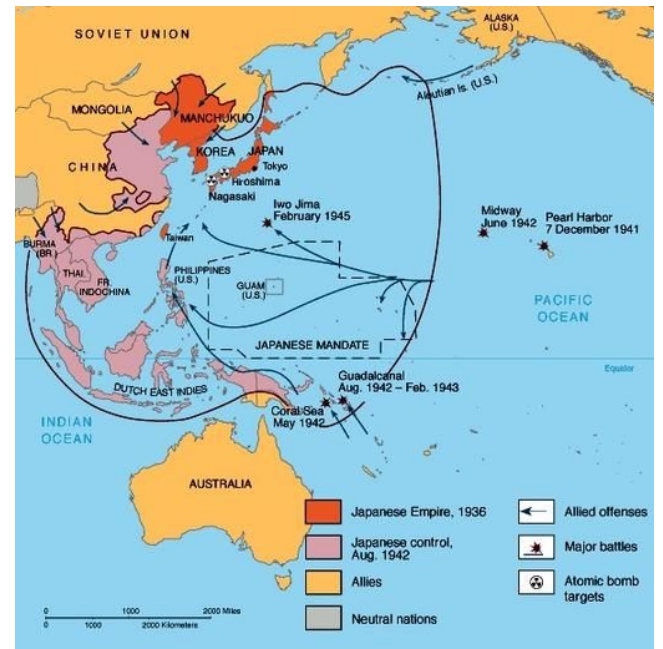 SOVIET UNION
ALASKA
(U.S.)
Aleutian Is. (U.S.)
MONGOLIA
MANCHUKUO
KOREA
JAPAN
Tokyo
CHINA
Hiroshima
Nagasaki
Iwo Jima
February 1945
Midway
June 1942
Pearl Harbor
7 December 1941
BURMA
(BR.)
Taiwan
THAI.
FR.
INDOCHINA
PHILIPPINES
(U.S.)
GUAM
(U.S.)
PACIFIC
OCEAN
JAPANESE MANDATE
Equator
DUTCH EAST INDIES
Guadalcanal
Aug. 1942 – Feb. 1943
Coral Sea
May 1942
INDIAN
OCEAN
AUSTRALIA
Japanese Empire, 1936
Japanese control,
Aug. 1942
Allies
Neutral nations
Allied offenses
Major battles
Atomic bomb
targets
0 1000 2000 Miles
0 1000 2000 Kilometers